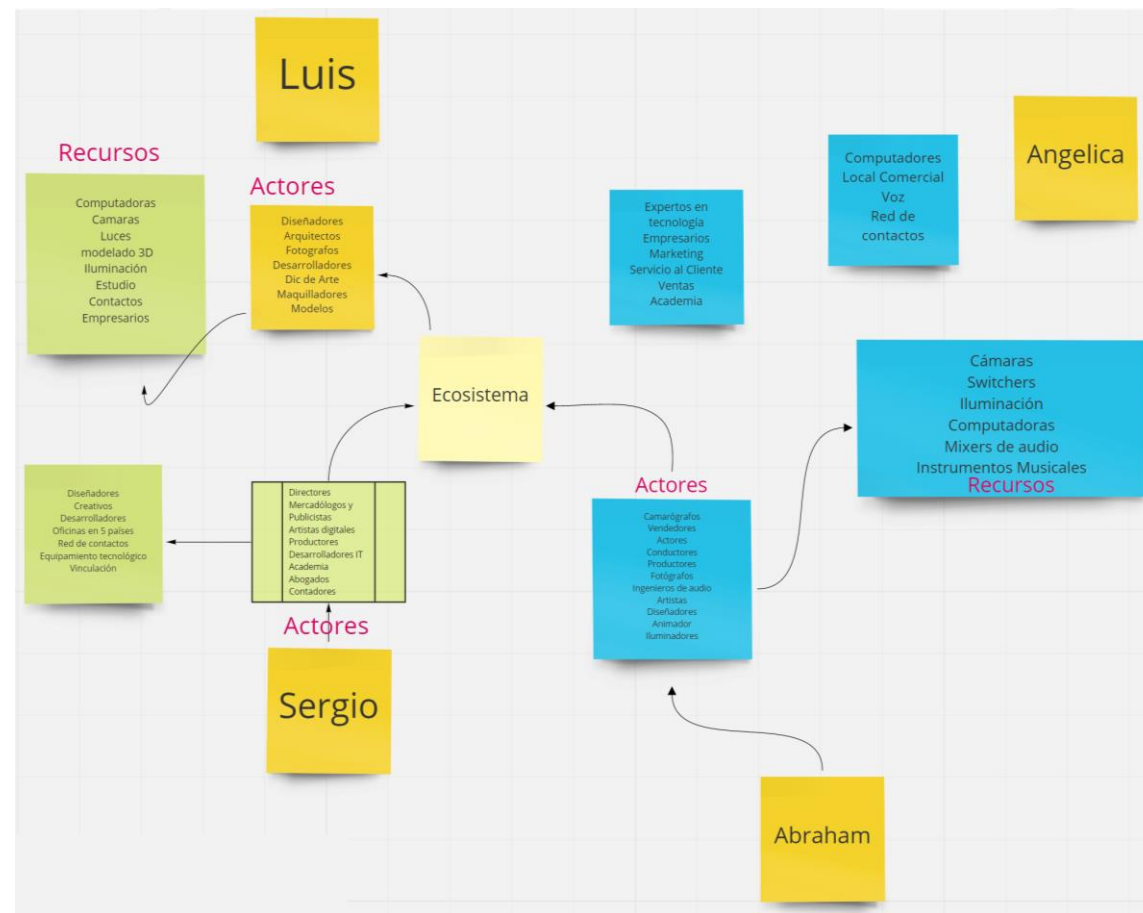 Luis
Recursos
Computadoras
Camaras
Luces
modelado 3D
Iluminación
Estudio
Contactos
Empresarios
Actores
Diseñadores
Arquitectos
Fotografos
Desarrolladores
Dic de Arte
Maquilladores
Modelos
Expertos en
tecnología
Empresarios
Marketing
Servicio al Cliente
Ventas
Academia
Computadores
Local Comercial
Voz
Red de
contactos
Angelica
Ecosistema
Cámaras
Switchers
Iluminación
Computadoras
Mixers de audio
Instrumentos Musicales
Recursos
Diseñadores
Creativos
Desarrolladores
Oficinas en 5 países
Red de contactos
Equipamiento tecnológico
Vinculación
Directores
Mercadólogos y
Publicistas
Artistas digitales
Productores
Desarrolladores IT
Academia
Abogados
Contadores
Actores
Sergio
Actores
Camarógrafos
Vendedores
Actores
Conductores
Productores
Fotógrafos
Ingenieros de audio
Artistas
Diseñadores
Animador
Iluminadores
Abraham